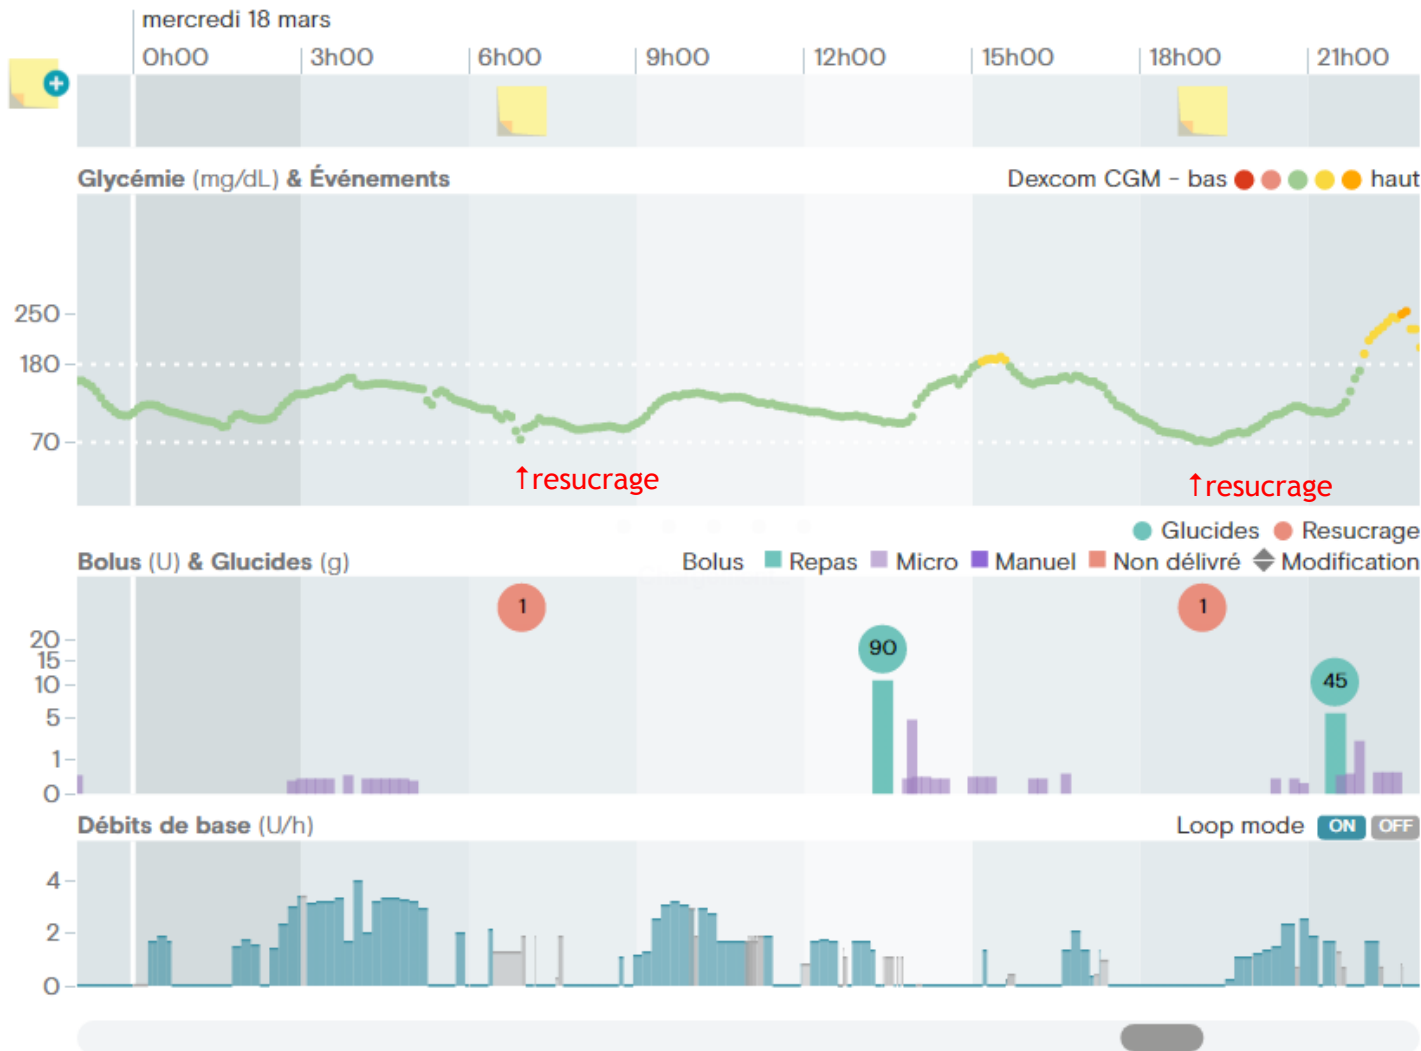 mercredi 18 mars
0h00 3h00 6h00 9h00 12h00 15h00 18h00 21h00
Glycémie (mg/dL) & Événements
Dexcom CGM - bas haut
250
180
70
↑resucrage
↑resucrage
Glucides Resucrage
Bolus (U) & Glucides (g)
Bolus Repas Micro Manuel Non délivré Modification
1
1
20
15
10
5
1
0
90
45
Débits de base (U/h)
Loop mode ON OFF
4
2
0